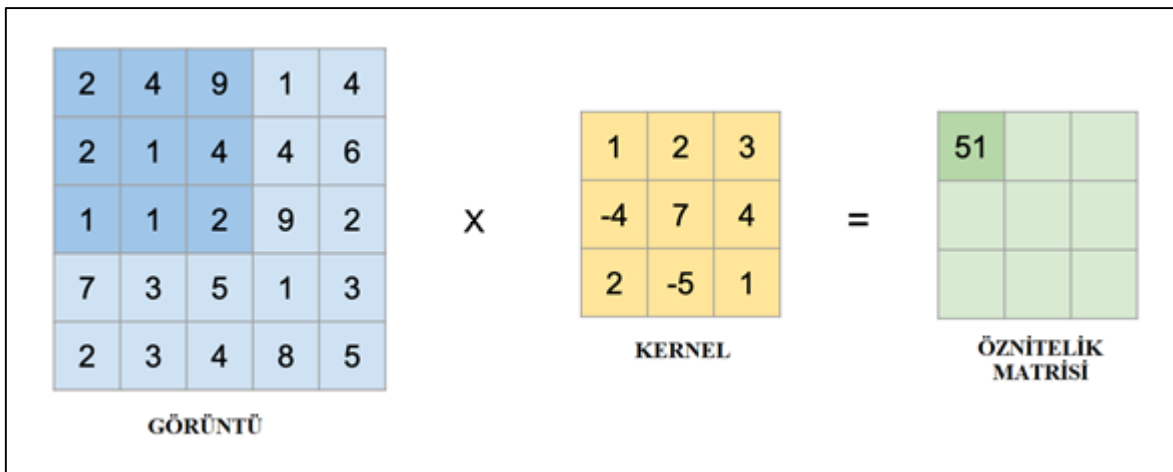 2 4 9 1 4
2 1 4 4 6
1 1 2 9 2
7 3 5 1 3
2 3 4 8 5
GÖRÜNTÜ
x
1 2 3
-4 7 4
2 -5 1
KERNEL
=
51
ÖZNİTELİK
MATRİSİ